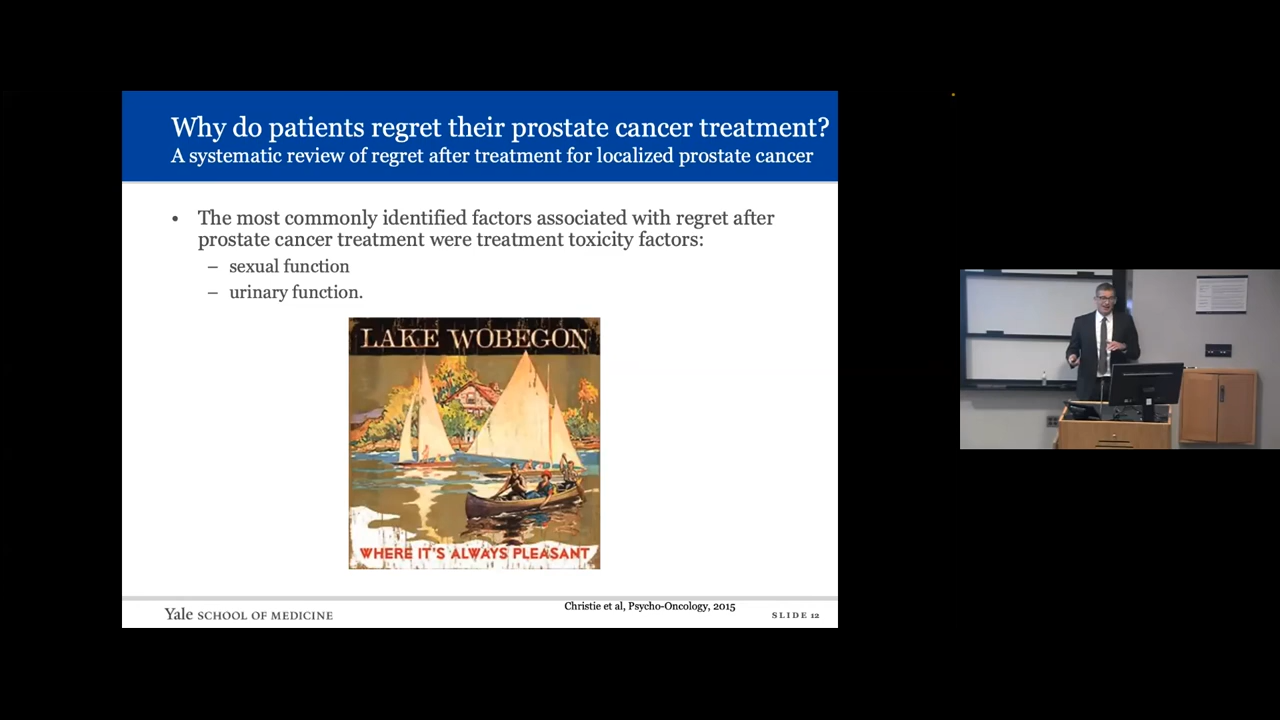 Why do patients regret their prostate cancer treatment?
A systematic review of regret after treatment for localized prostate cancer
• The most commonly identified factors associated with regret after
prostate cancer treatment were treatment toxicity factors:
– sexual function
– urinary function.
LAKE WOBEGON
WHERE IT'S ALWAYS PLEASANT
Christie et al, Psycho-Oncology, 2015
Yale SCHOOL OF MEDICINE
SLIDE 12